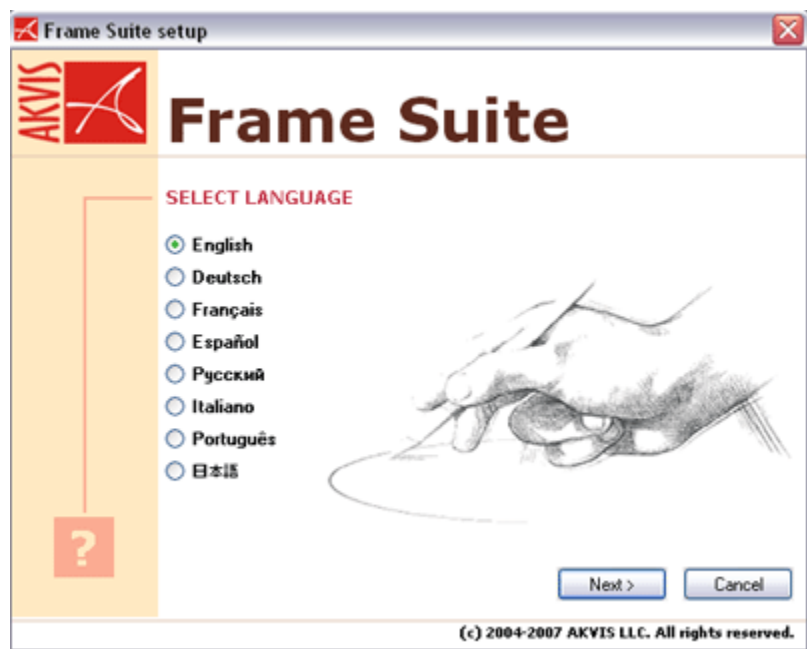 Frame Suite setup
AKVIS
Frame Suite
SELECT LANGUAGE
English
Deutsch
Français
Español
Русский
Italiano
Português
日本語
?
Next >
Cancel
(c) 2004-2007 AKVIS LLC. All rights reserved.